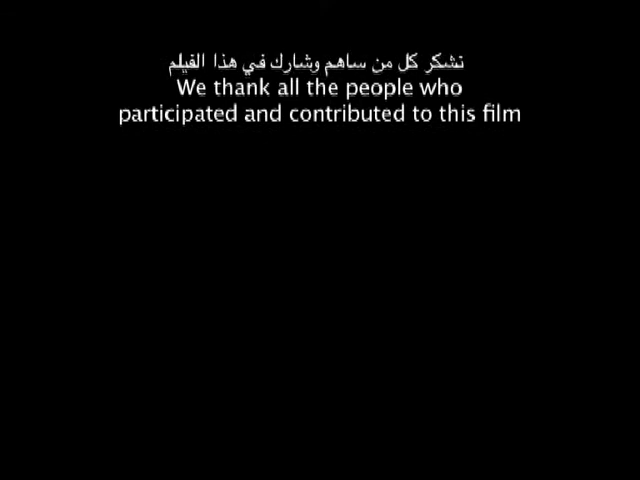 نشكر كل من ساهم وشارك في هذا الفيلم
We thank all the people who
participated and contributed to this film